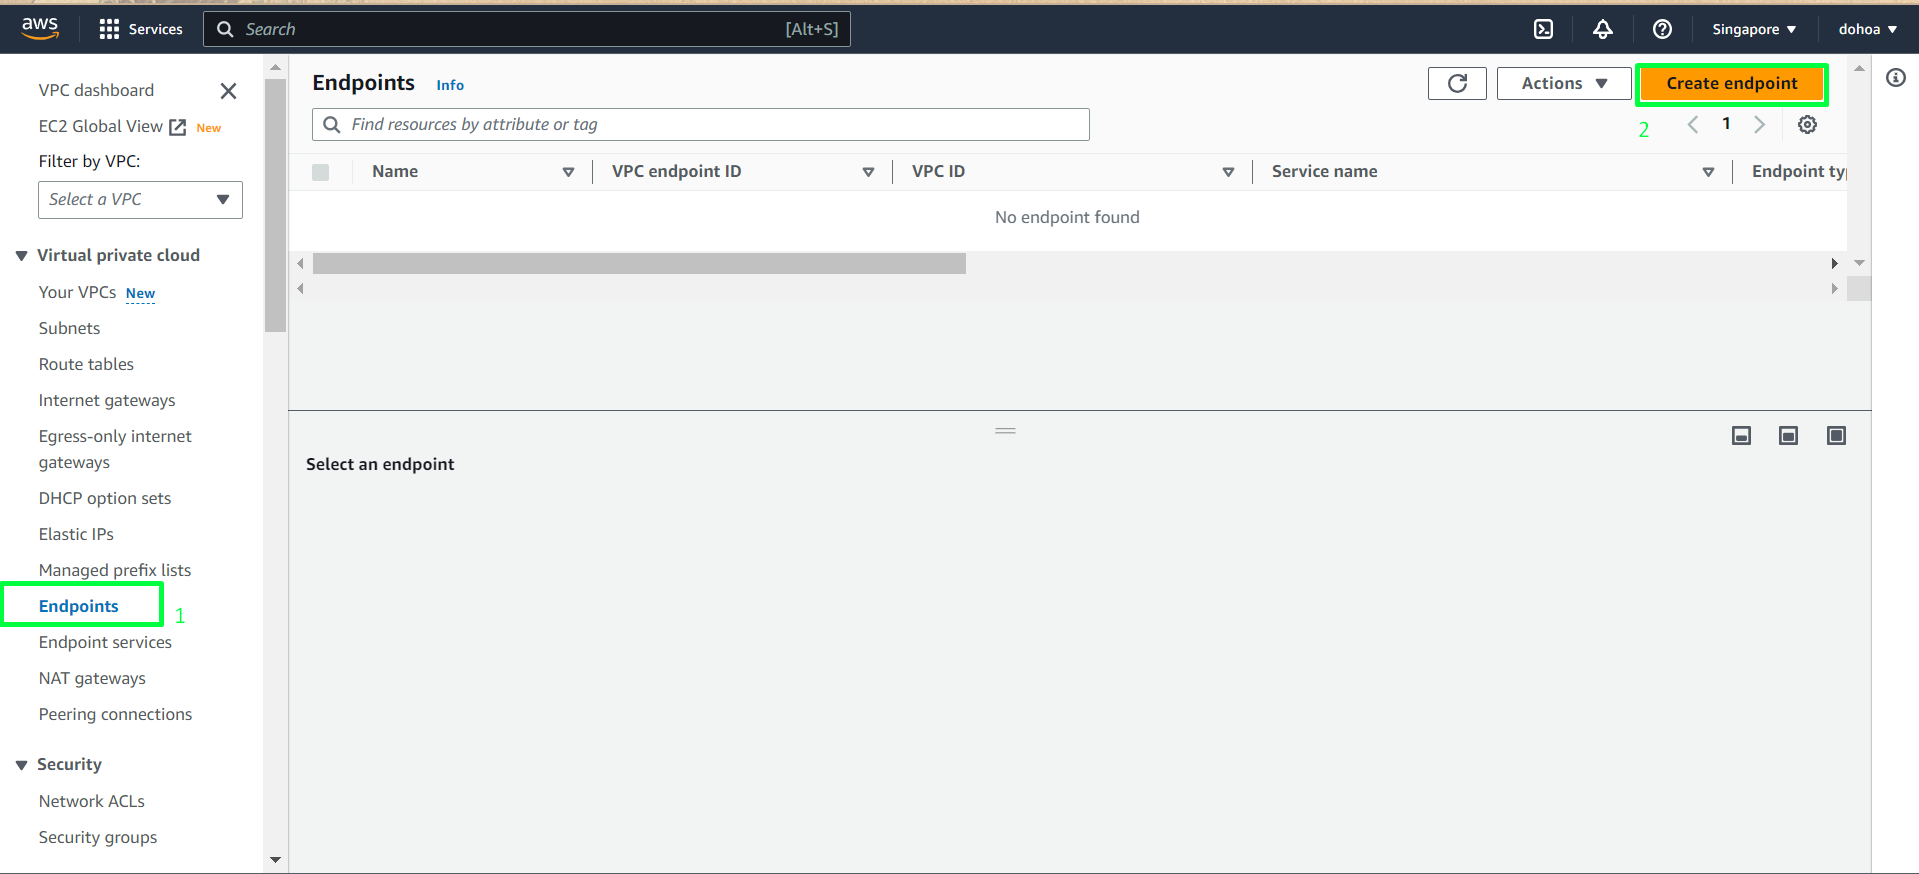 aws
Services
Search
[Alt+S]
Singapore
dohoa
VPC dashboard
EC2 Global View New
Filter by VPC:
Select a VPC
Virtual private cloud
Your VPCs New
Subnets
Route tables
Internet gateways
Egress-only internet
gateways
DHCP option sets
Elastic IPs
Managed prefix lists
Endpoints 1
Endpoint services
NAT gateways
Peering connections
Security
Network ACLs
Security groups
Endpoints Info
Actions
Create endpoint
Find resources by attribute or tag
2
1
Name VPC endpoint ID VPC ID Service name Endpoint ty
No endpoint found
Select an endpoint